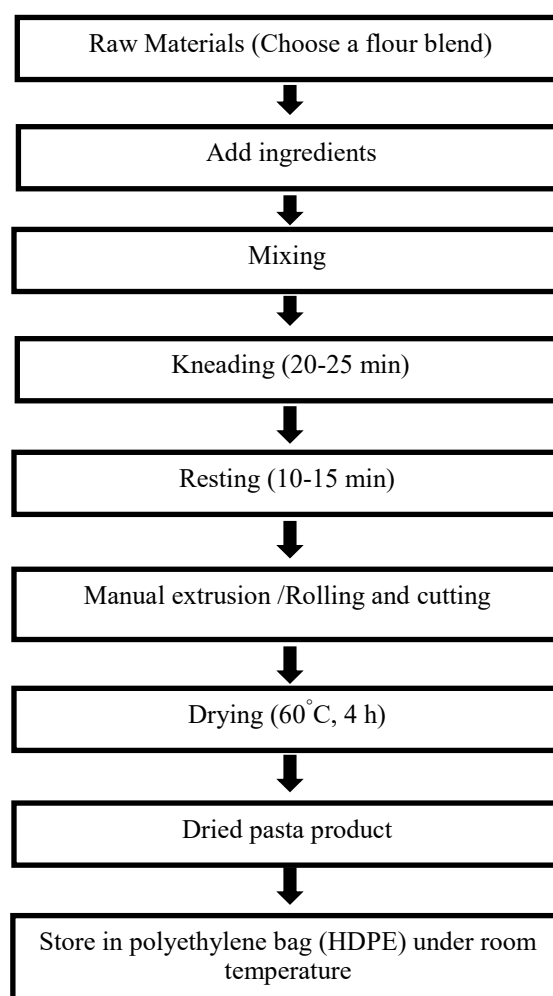 Raw Materials (Choose a flour blend)
Add ingredients
Mixing
Kneading (20-25 min)
Resting (10-15 min)
Manual extrusion /Rolling and cutting
Drying (60°C, 4 h)
Dried pasta product
Store in polyethylene bag (HDPE) under room
temperature